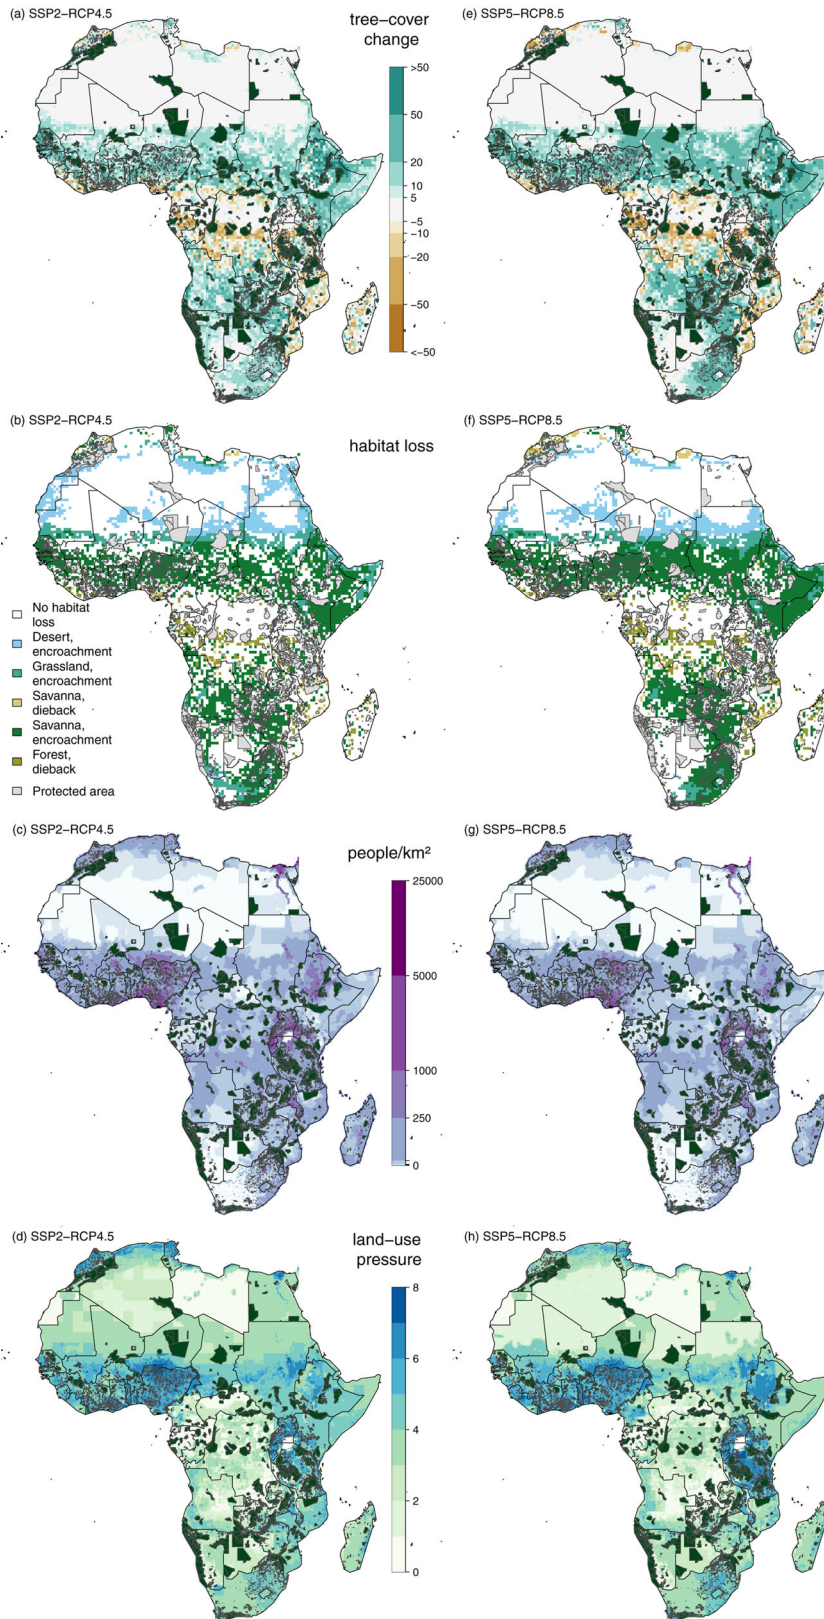 (a) SSP2−RCP4.5
tree−cover
change
>50
50
20
10
5
−5
−10
−20
−50
<−50
(e) SSP5−RCP8.5
(b) SSP2−RCP4.5
habitat loss
No habitat
loss
Desert,
encroachment
Grassland,
encroachment
Savanna,
dieback
Savanna,
encroachment
Forest,
dieback
Protected area
(f) SSP5−RCP8.5
(c) SSP2−RCP4.5
people/km²
25000
5000
1000
250
0
(g) SSP5−RCP8.5
(d) SSP2−RCP4.5
land−use
pressure
8
6
4
2
0
(h) SSP5−RCP8.5